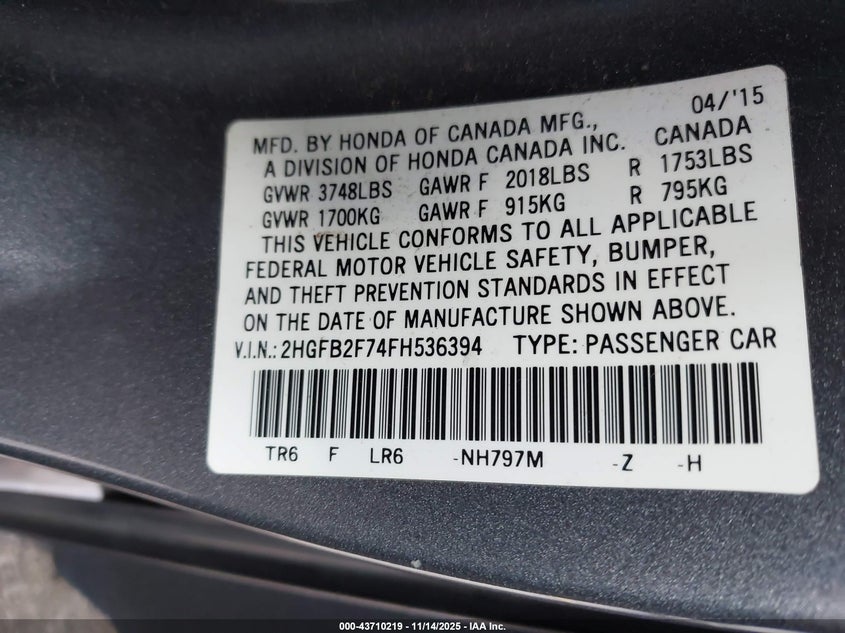 04/'15
MFD. BY HONDA OF CANADA MFG.,
A DIVISION OF HONDA CANADA INC. CANADA
GVWR 3748LBS GAWR F 2018LBS R 1753LBS
GVWR 1700KG GAWR F 915KG R 795KG
THIS VEHICLE CONFORMS TO ALL APPLICABLE
FEDERAL MOTOR VEHICLE SAFETY, BUMPER,
AND THEFT PREVENTION STANDARDS IN EFFECT
ON THE DATE OF MANUFACTURE SHOWN ABOVE.
V.I.N.: 2HGFB2F74FH536394 TYPE: PASSENGER CAR
TR6 F LR6 -NH797M -Z -H
000-43710219 - 11/14/2025 - IAA Inc.